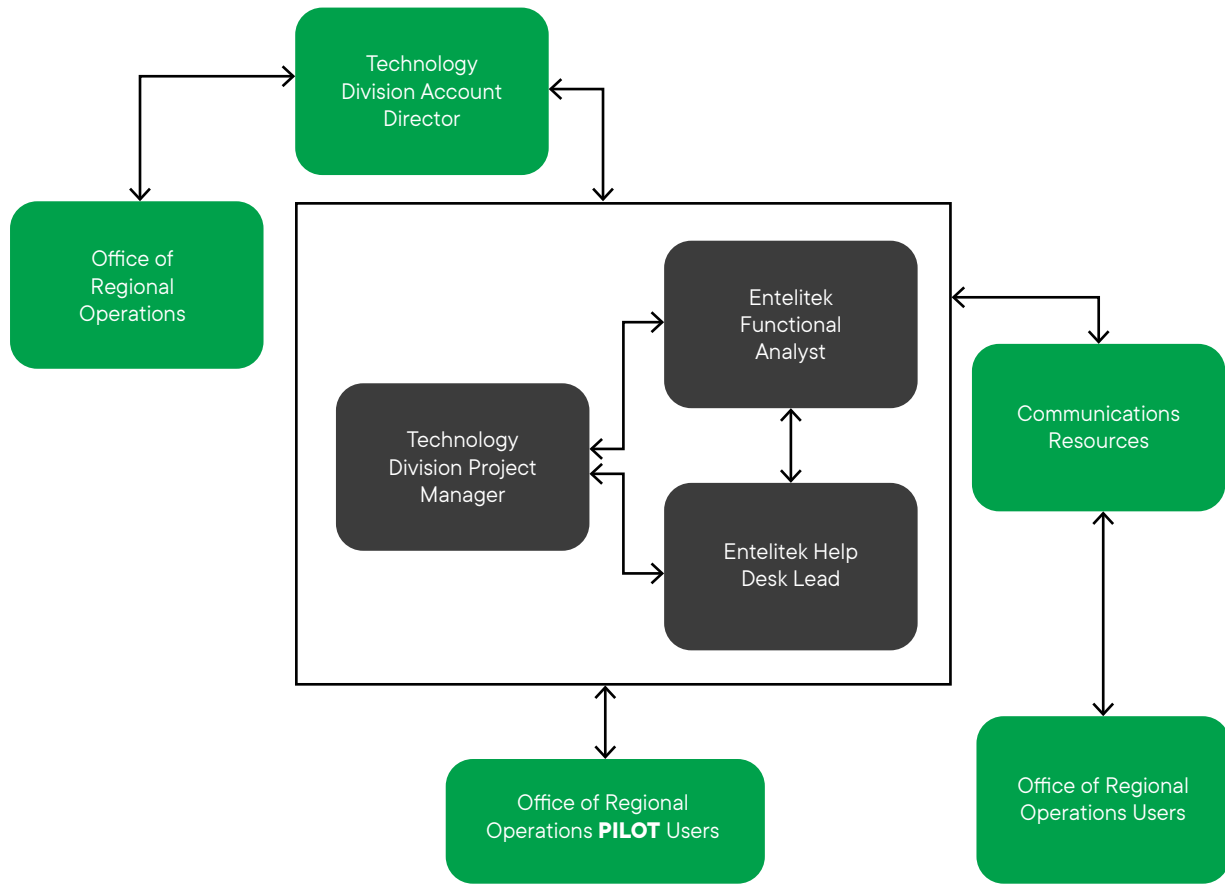 Technology
Division Account
Director
Office of
Regional
Operations
Entelitek
Functional
Analyst
Communications
Resources
Technology
Division Project
Manager
Entelitek Help
Desk Lead
Office of Regional
Operations PILOT Users
Office of Regional
Operations Users